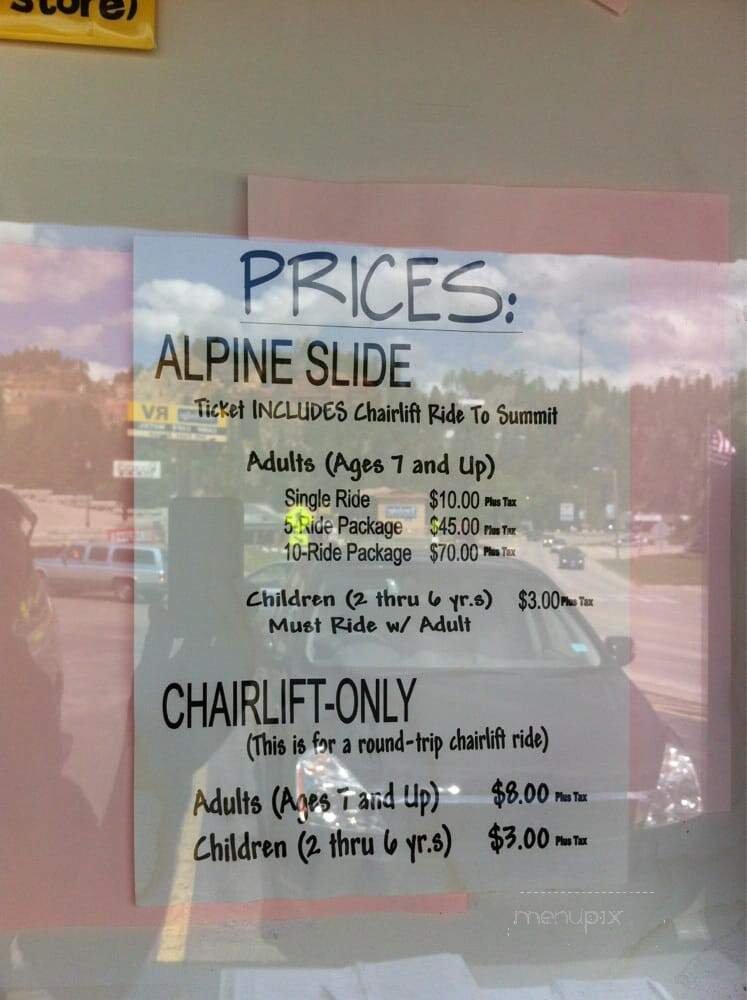 store)
PRICES:
ALPINE SLIDE
Ticket INCLUDES Chairlift Ride To Summit
Adults (Ages 7 and Up)
Single Ride $10.00 Plus Tax
5-Ride Package $45.00 Plus Tax
10-Ride Package $70.00 Plus Tax
Children (2 thru 6 yr.s) $3.00 Plus Tax
Must Ride w/ Adult
CHAIRLIFT-ONLY
(This is for a round-trip chairlift ride)
Adults (Ages 7 and Up) $8.00 Plus Tax
Children (2 thru 6 yr.s) $3.00 Plus Tax
menupix